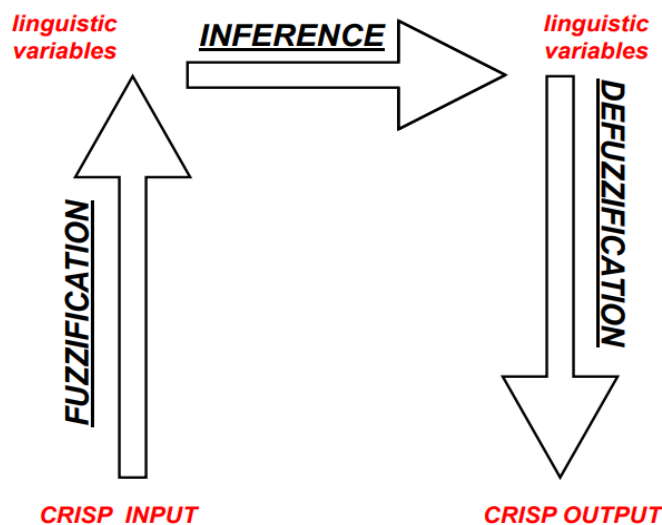 linguistic
variables
INFERENCE
linguistic
variables
FUZZIFICATION
DEFUZZIFICATION
CRISP INPUT
CRISP OUTPUT